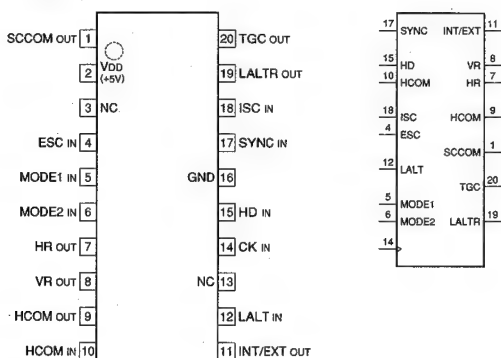 SCCOM OUT 1 20 TGC OUT
2 VDD (+5V) 19 LALTR OUT
3 NC 18 ISC IN
ESC IN 4 17 SYNC IN
MODE1 IN 5 GND 16
MODE2 IN 6 15 HD IN
HR OUT 7 14 CK IN
VR OUT 8 NC 13
HCOM OUT 9 12 LALT IN
HCOM IN 10 11 INT/EXT OUT
17 SYNC INT/EXT 11
15 HD VR 8
10 HCOM HR 7
18 ISC HCOM 9
4 ESC
SCCOM 1
12 LALT
TGC 20
5 MODE1
6 MODE2 LALTR 19
14